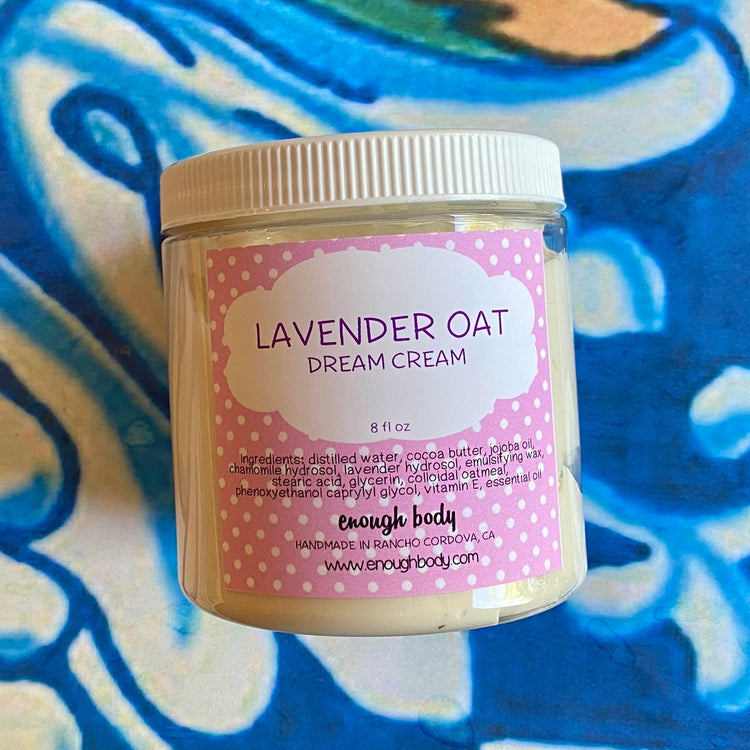 LAVENDER OAT
DREAM CREAM
8 fl oz
Ingredients: distilled water, cocoa butter, jojoba oil,
chamomile hydrosol, lavender hydrosol, emulsifying wax,
stearic acid, glycerin, colloidal oatmeal,
phenoxyethanol caprylyl glycol, vitamin E, essential oil
enough body
HANDMADE IN RANCHO CORDOVA, CA
www.enoughbody.com